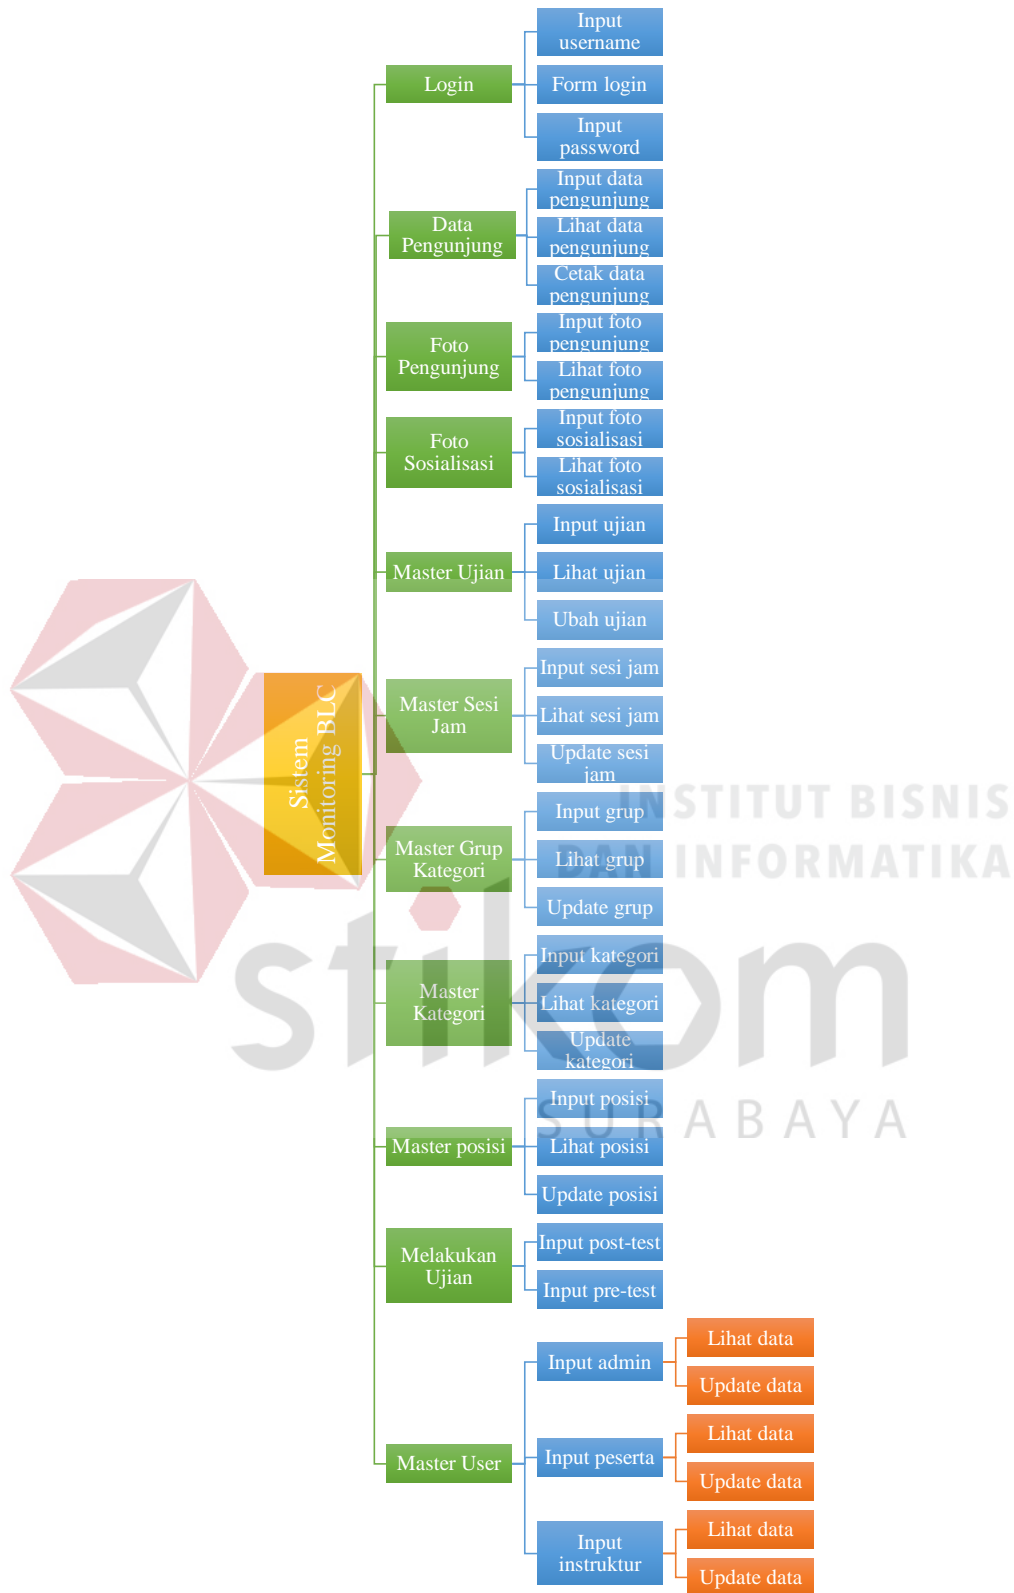 Sistem
Monitoring BLC
Login
Input
username
Form login
Input
password
Data
Pengunjung
Input data
pengunjung
Lihat data
pengunjung
Cetak data
pengunjung
Foto
Pengunjung
Input foto
pengunjung
Lihat foto
pengunjung
Foto
Sosialisasi
Input foto
sosialisasi
Lihat foto
sosialisasi
Master Ujian
Input ujian
Lihat ujian
Ubah ujian
Master Sesi
Jam
Input sesi jam
Lihat sesi jam
Update sesi
jam
Master Grup
Kategori
Input grup
Lihat grup
Update grup
Master
Kategori
Input kategori
Lihat kategori
Update
kategori
Master posisi
Input posisi
Lihat posisi
Update posisi
Melakukan
Ujian
Input post-test
Input pre-test
Master User
Input admin
Lihat data
Update data
Input peserta
Lihat data
Update data
Input
instruktur
Lihat data
Update data
INSTITUT BISNIS
DAN INFORMATIKA
stikom
SURABAYA